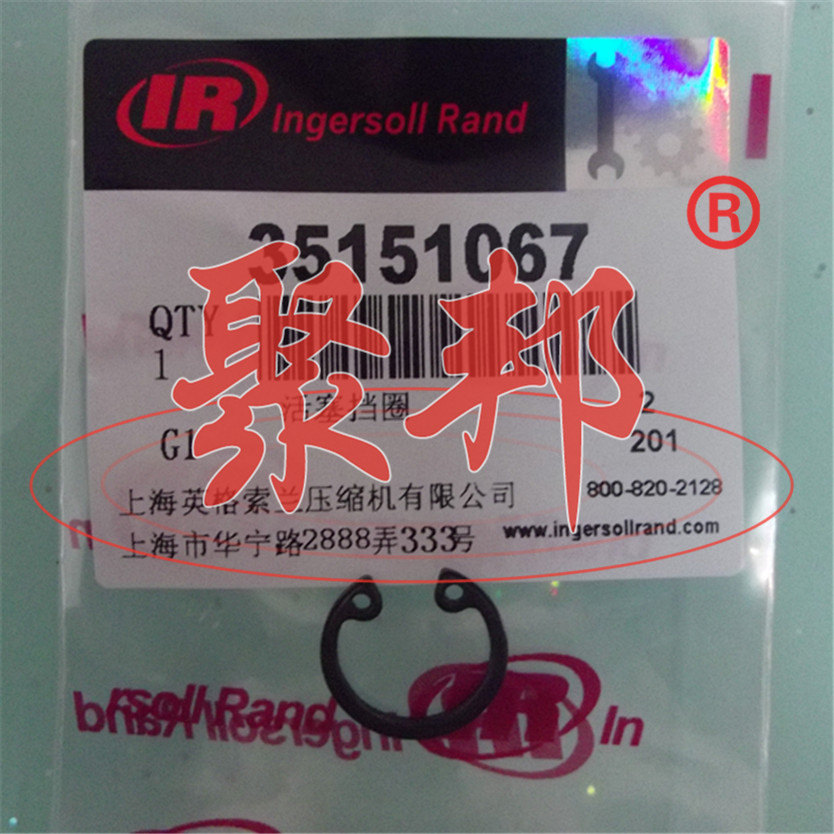 IR Ingersoll Rand
®
35151067
QTY
1
聚邦
活塞挡圈
2
G1
201
上海英格索兰压缩机有限公司
800-820-2128
上海市华宁路2888弄333号
www.ingersollrand.com
rsoll Rand
IR In